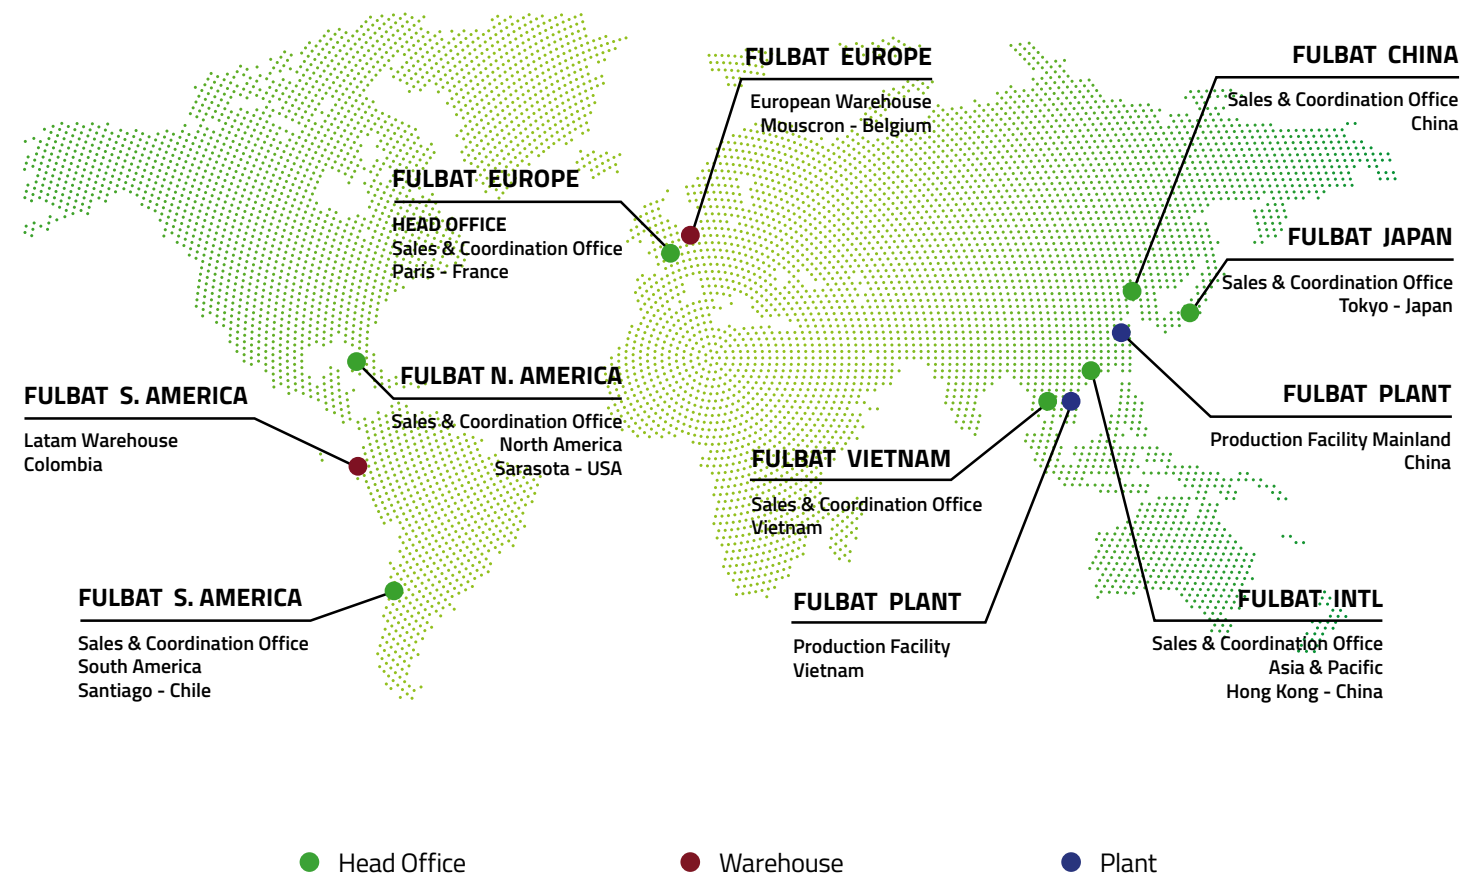 FULBAT EUROPE
European Warehouse
Mouscron - Belgium
FULBAT CHINA
Sales & Coordination Office
China
FULBAT EUROPE
HEAD OFFICE
Sales & Coordination Office
Paris - France
FULBAT JAPAN
Sales & Coordination Office
Tokyo - Japan
FULBAT N. AMERICA
Sales & Coordination Office
North America
Sarasota - USA
FULBAT S. AMERICA
Latam Warehouse
Colombia
FULBAT PLANT
Production Facility Mainland
China
FULBAT VIETNAM
Sales & Coordination Office
Vietnam
FULBAT S. AMERICA
Sales & Coordination Office
South America
Santiago - Chile
FULBAT PLANT
Production Facility
Vietnam
FULBAT INTL
Sales & Coordination Office
Asia & Pacific
Hong Kong - China
Head Office
Warehouse
Plant